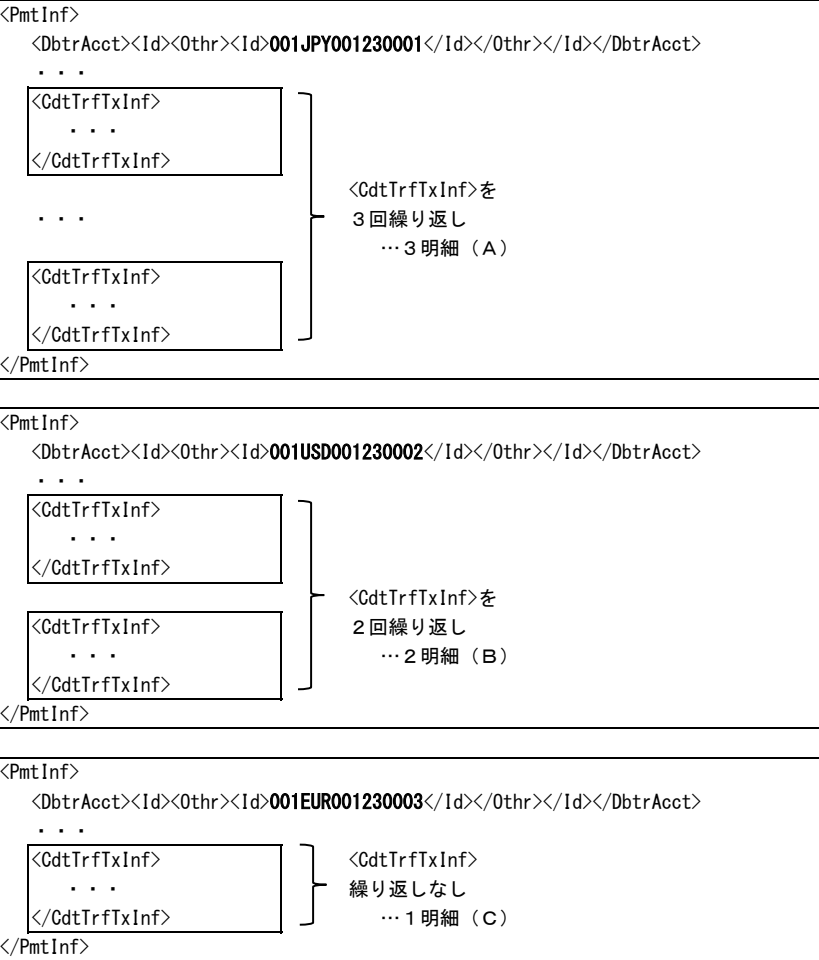 <PmtInf>
<DbtrAcct><Id><Othr><Id>001JPY001230001</Id></Othr></Id></DbtrAcct>
・・・
<CdtTrfTxInf>
・・・
</CdtTrfTxInf>
<CdtTrfTxInf>を
・・・
３回繰り返し
…３明細（Ａ）
<CdtTrfTxInf>
・・・
</CdtTrfTxInf>
</PmtInf>
<PmtInf>
<DbtrAcct><Id><Othr><Id>001USD001230002</Id></Othr></Id></DbtrAcct>
・・・
<CdtTrfTxInf>
・・・
</CdtTrfTxInf>
<CdtTrfTxInf>を
２回繰り返し
…２明細（Ｂ）
<CdtTrfTxInf>
・・・
</CdtTrfTxInf>
</PmtInf>
<PmtInf>
<DbtrAcct><Id><Othr><Id>001EUR001230003</Id></Othr></Id></DbtrAcct>
・・・
<CdtTrfTxInf>
・・・
</CdtTrfTxInf>
<CdtTrfTxInf>
繰り返しなし
…１明細（Ｃ）
</PmtInf>